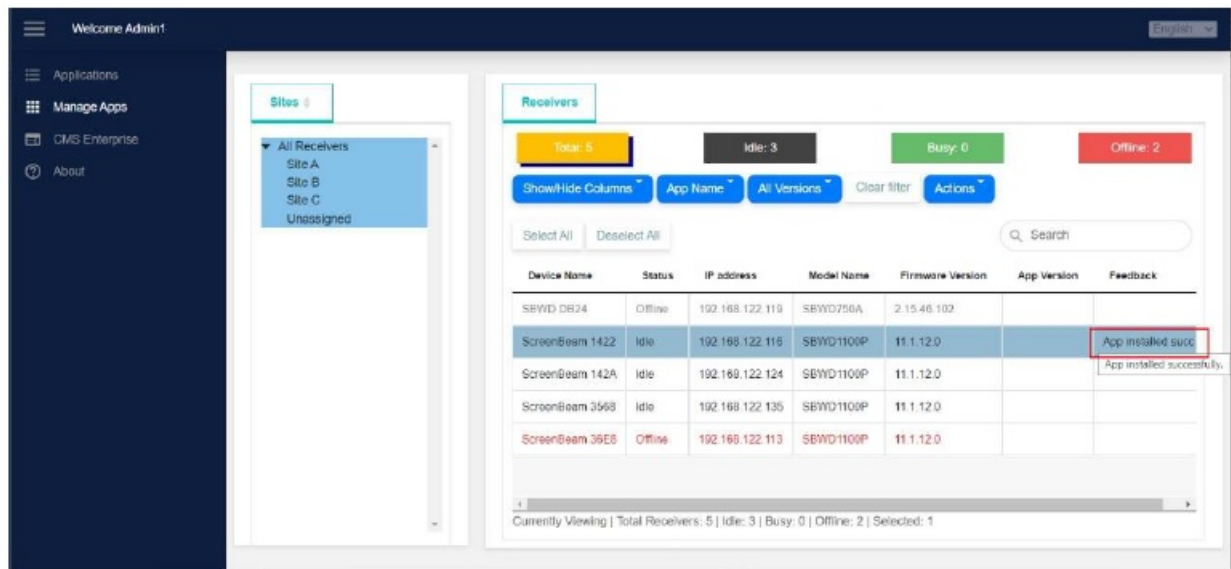 Welcome Admin1
English
Applications
Manage Apps
CMS Enterprise
About
Sites
All Receivers
Site A
Site B
Site C
Unassigned
Receivers
Total: 5 Idle: 3 Busy: 0 Offline: 2
Show/Hide Columns App Name All Versions Clear filter Actions
Select All Deselect All Search
Device Name Status IP address Model Name Firmware Version App Version Feedback
SBWD DB24 Offline 192.168.122.119 SBWD750A 2.15.46.102
ScreenBeam 1422 Idle 192.168.122.116 SBWD1100P 11.1.12.0 App installed succ
App installed successfully.
ScreenBeam 142A Idle 192.168.122.124 SBWD1100P 11.1.12.0
ScreenBeam 3568 Idle 192.168.122.135 SBWD1100P 11.1.12.0
ScreenBeam 36E8 Offline 192.168.122.113 SBWD1100P 11.1.12.0
Currently Viewing | Total Receivers: 5 | Idle: 3 | Busy: 0 | Offline: 2 | Selected: 1